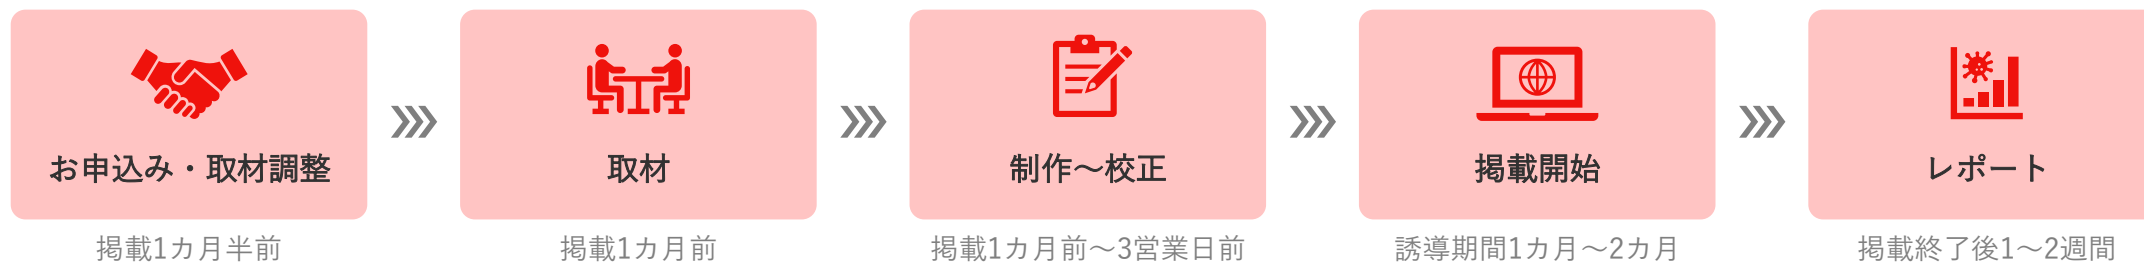 お申込み・取材調整
掲載1カ月半前
取材
掲載1カ月前
制作〜校正
掲載1カ月前〜3営業日前
掲載開始
誘導期間1カ月〜2カ月
レポート
掲載終了後1〜2週間